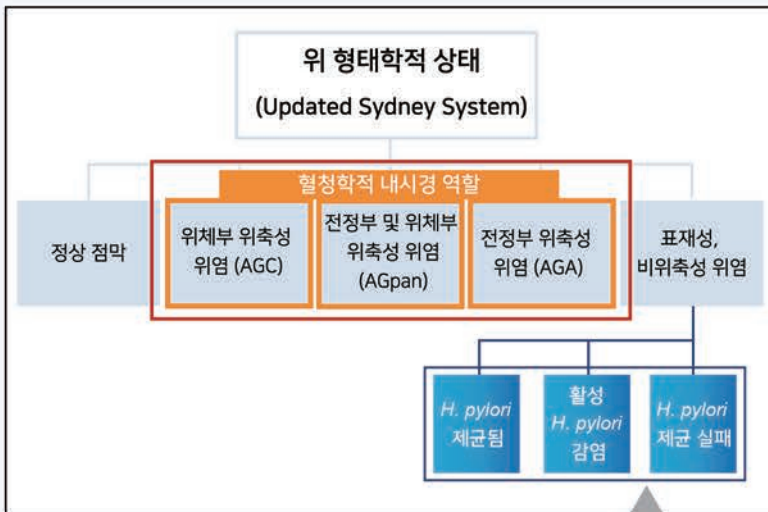 위 형태학적 상태
(Updated Sydney System)
혈청학적 내시경 역할
정상 점막
위체부 위축성
위염 (AGC)
전정부 및 위체부
위축성 위염
(AGpan)
전정부 위축성
위염 (AGA)
표재성,
비위축성 위염
H. pylori
제균됨
활성
H. pylori
감염
H. pylori
제균 실패